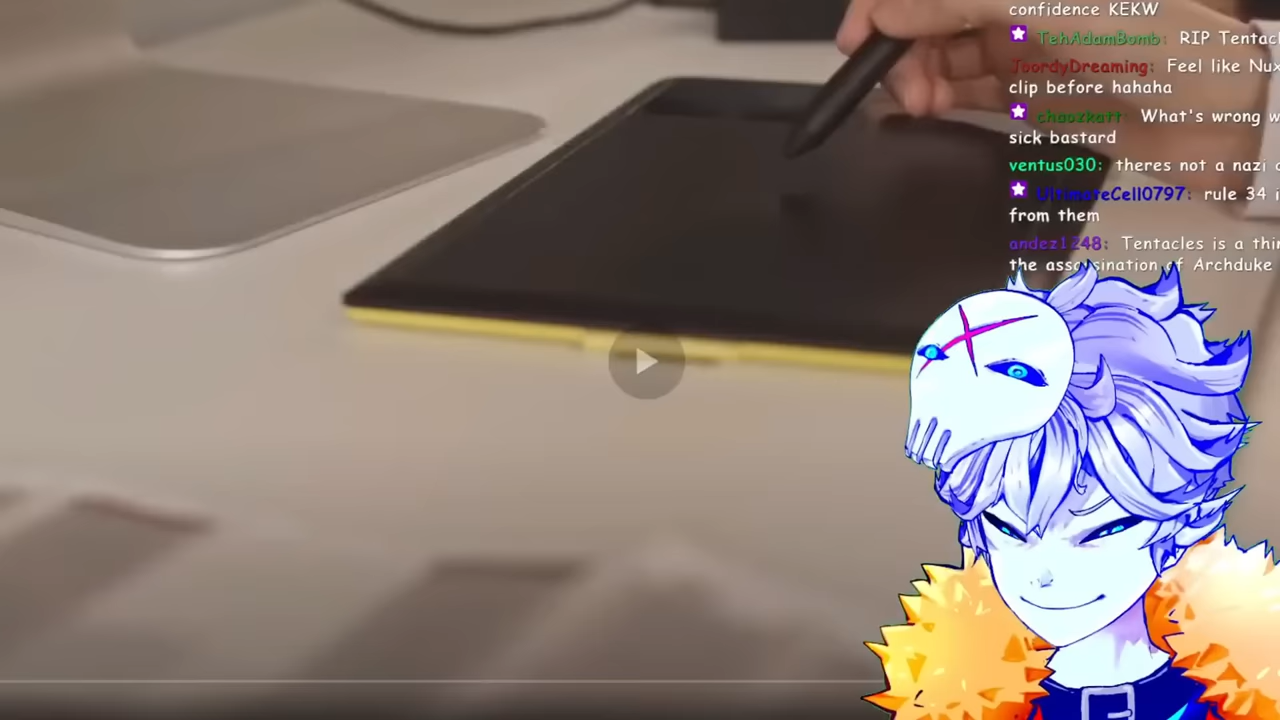 confidence KEKW
TehAdamBomb: RIP Tentac
JoordyDreaming: Feel like Nux
clip before hahaha
chaozkatt: What's wrong w
sick bastard
ventus030: theres not a nazi
UltimateCell0797: rule 34 i
from them
andez1248: Tentacles is a thi
the assassination of Archduke